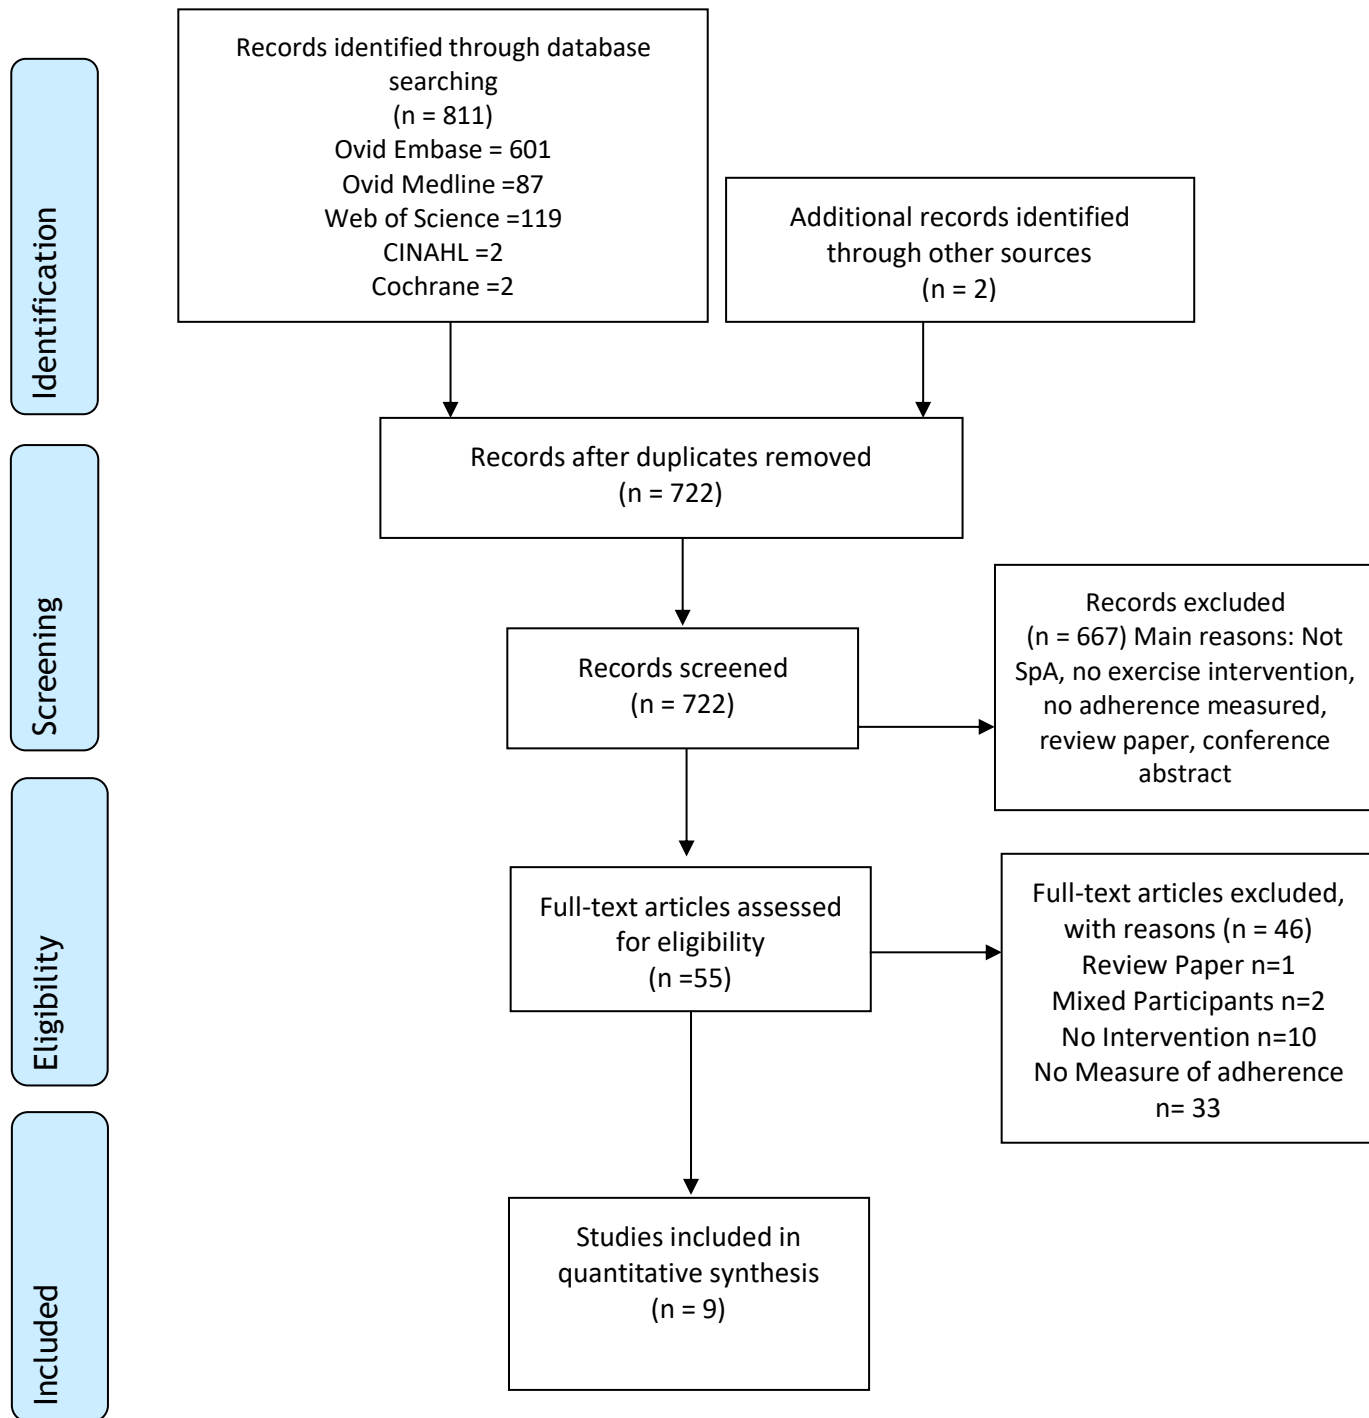 Identification
Records identified through database
searching
(n = 811)
Ovid Embase = 601
Ovid Medline =87
Web of Science =119
CINAHL =2
Cochrane =2
Additional records identified
through other sources
(n = 2)
Records after duplicates removed
(n = 722)
Screening
Records screened
(n = 722)
Records excluded
(n = 667) Main reasons: Not
SpA, no exercise intervention,
no adherence measured,
review paper, conference
abstract
Eligibility
Full-text articles assessed
for eligibility
(n =55)
Full-text articles excluded,
with reasons (n = 46)
Review Paper n=1
Mixed Participants n=2
No Intervention n=10
No Measure of adherence
n= 33
Included
Studies included in
quantitative synthesis
(n = 9)